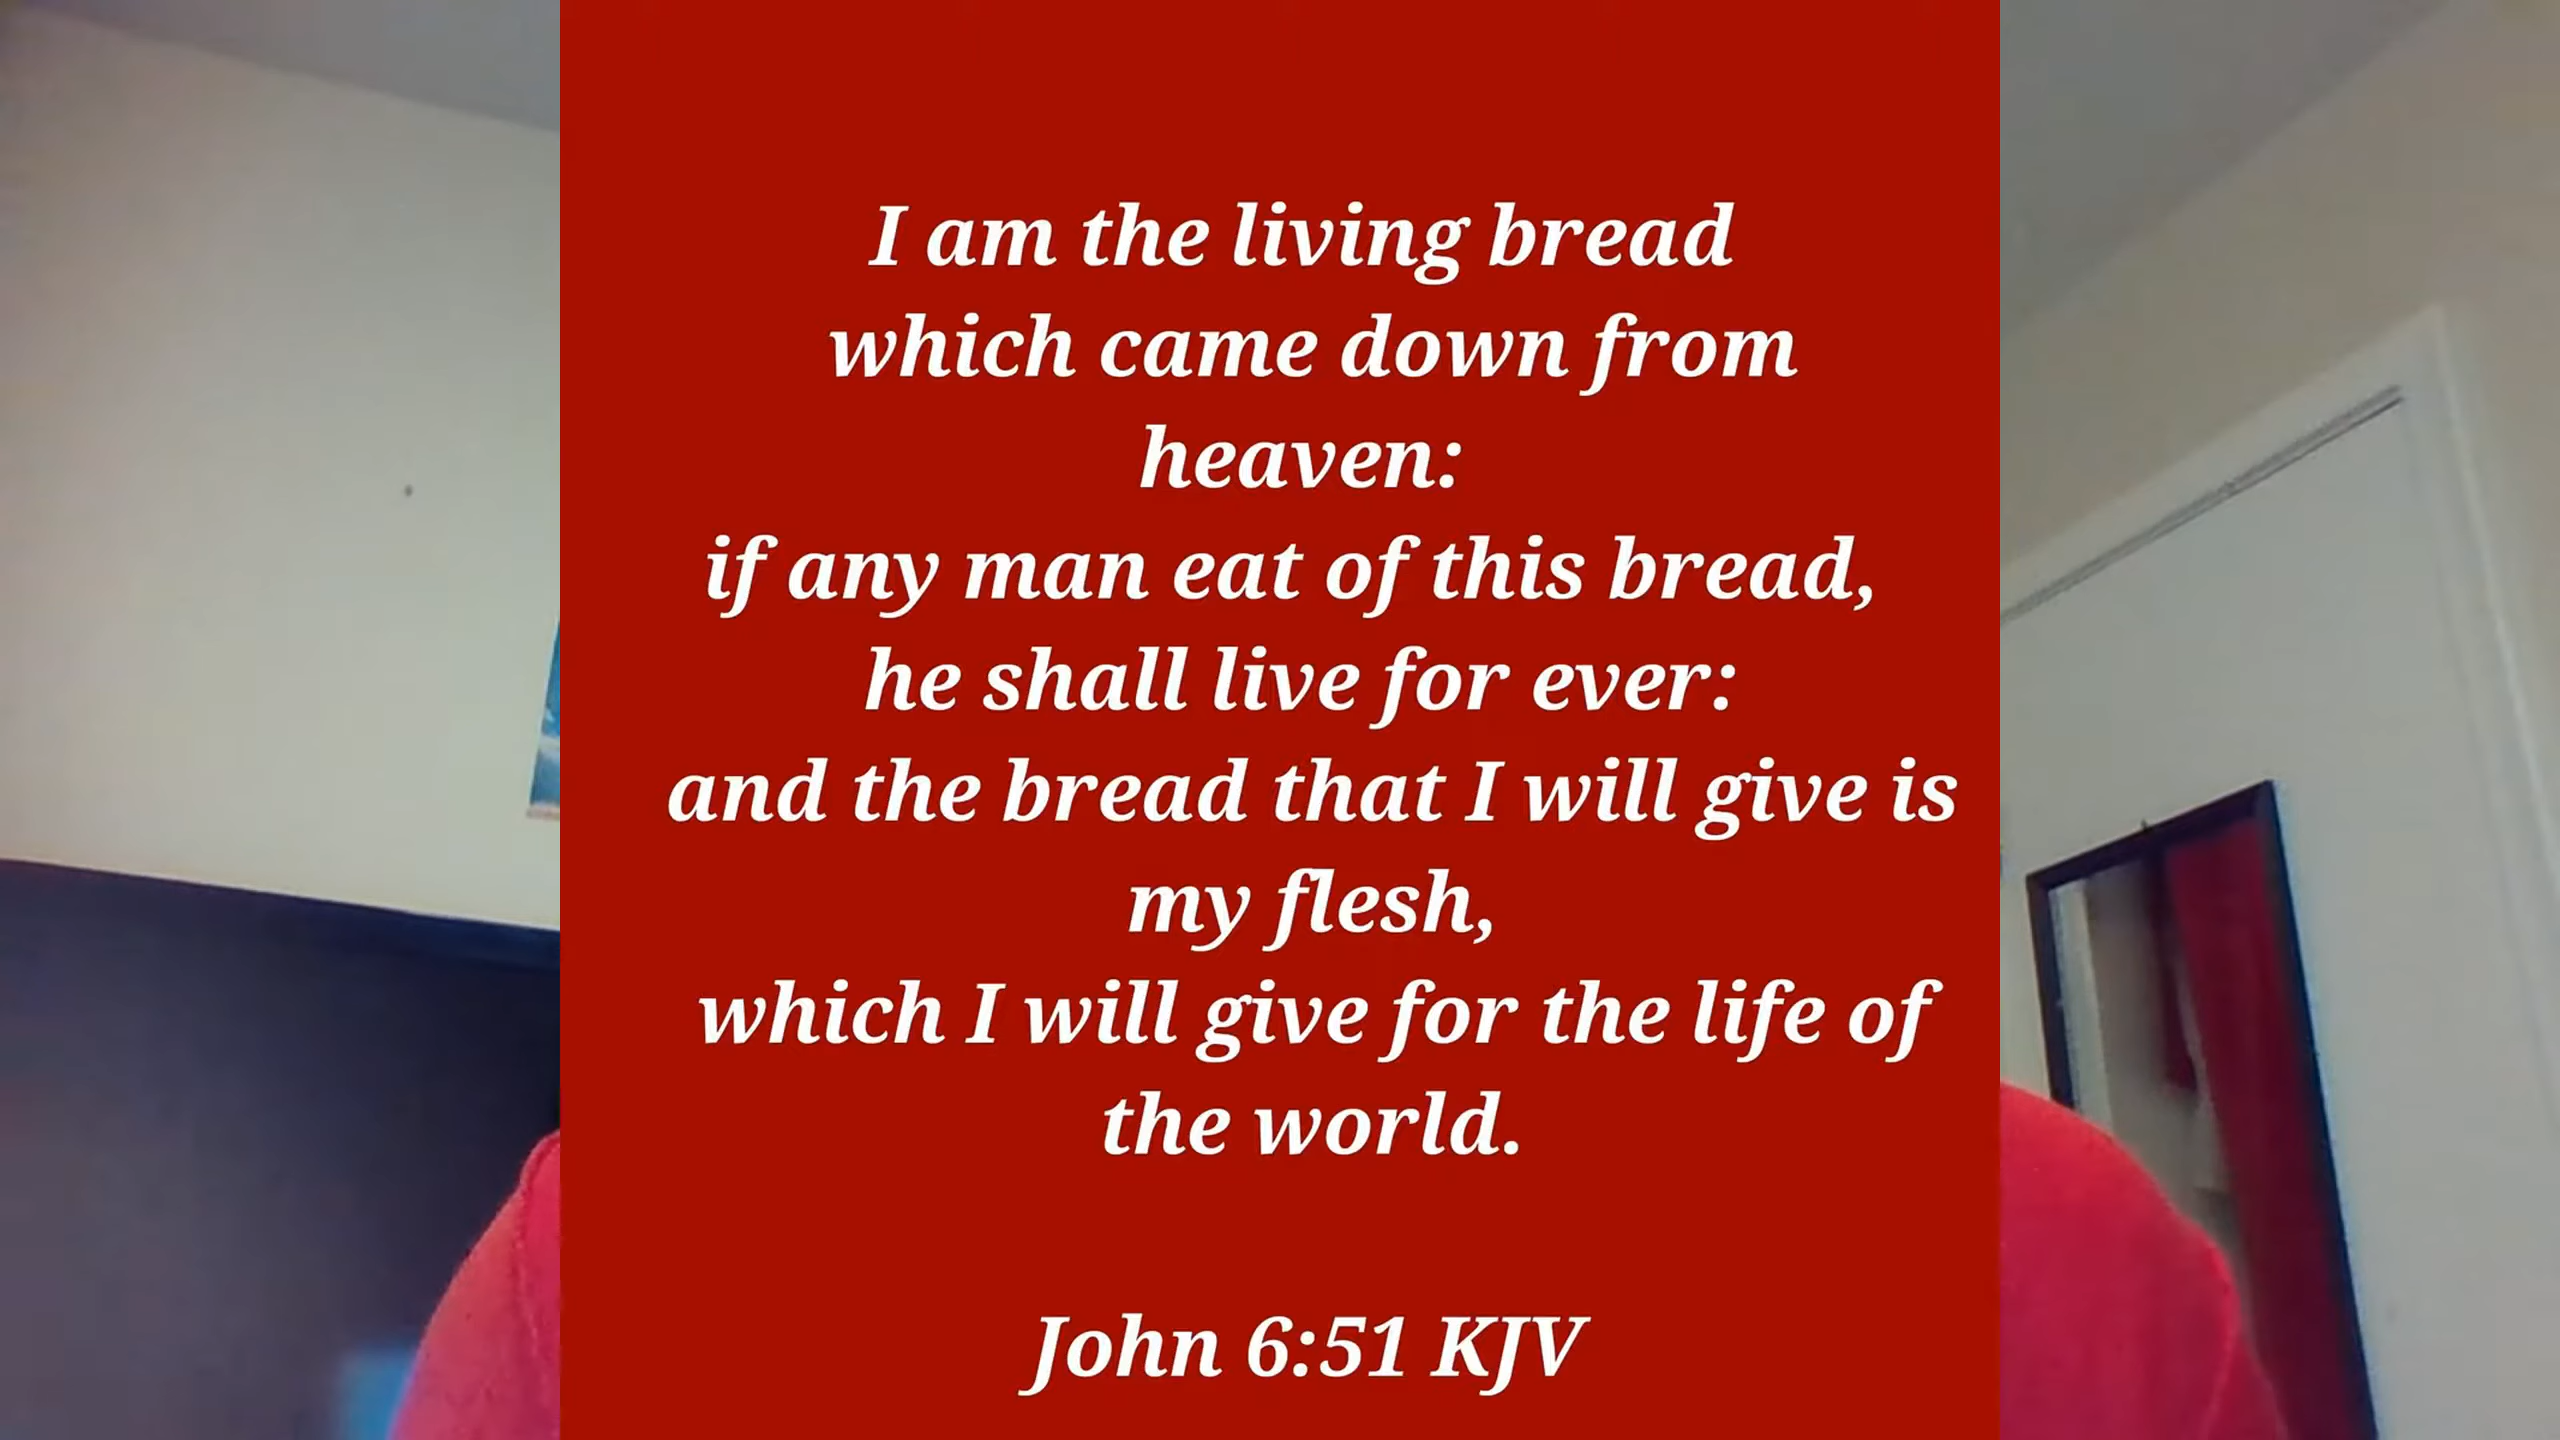 I am the living bread
which came down from
heaven:
if any man eat of this bread,
he shall live for ever:
and the bread that I will give is
my flesh,
which I will give for the life of
the world.
John 6:51 KJV